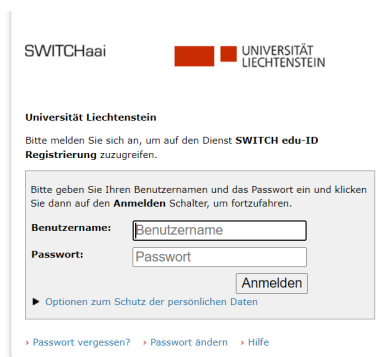 SWITCHaai
UNIVERSITÄT
LIECHTENSTEIN
Universität Liechtenstein
Bitte melden Sie sich an, um auf den Dienst SWITCH edu-ID
Registrierung zuzugreifen.
Bitte geben Sie Ihren Benutzernamen und das Passwort ein und klicken
Sie dann auf den Anmelden Schalter, um fortzufahren.
Benutzername: Benutzername
Passwort: Passwort
Anmelden
Optionen zum Schutz der persönlichen Daten
› Passwort vergessen? › Passwort ändern › Hilfe